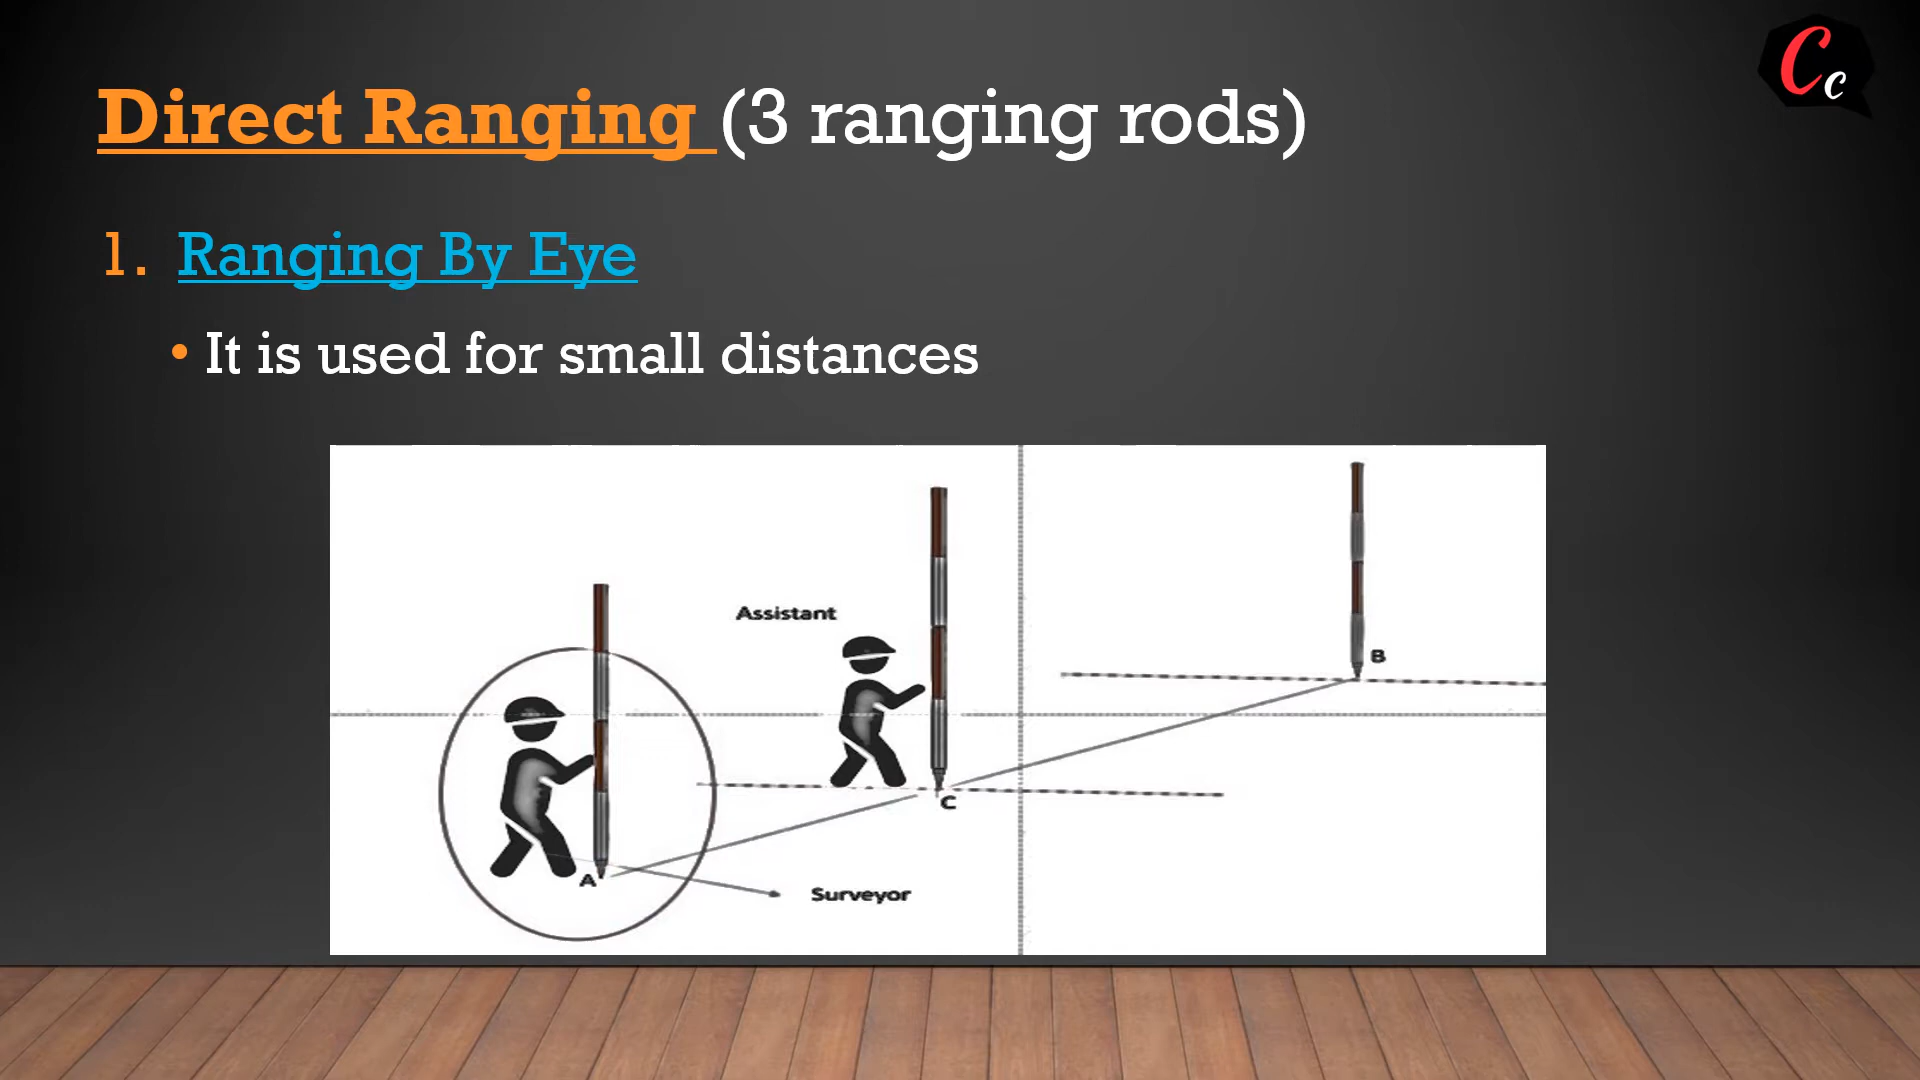 Cc
Direct Ranging (3 ranging rods)
1. Ranging By Eye
• It is used for small distances
Assistant
B
C
A
Surveyor